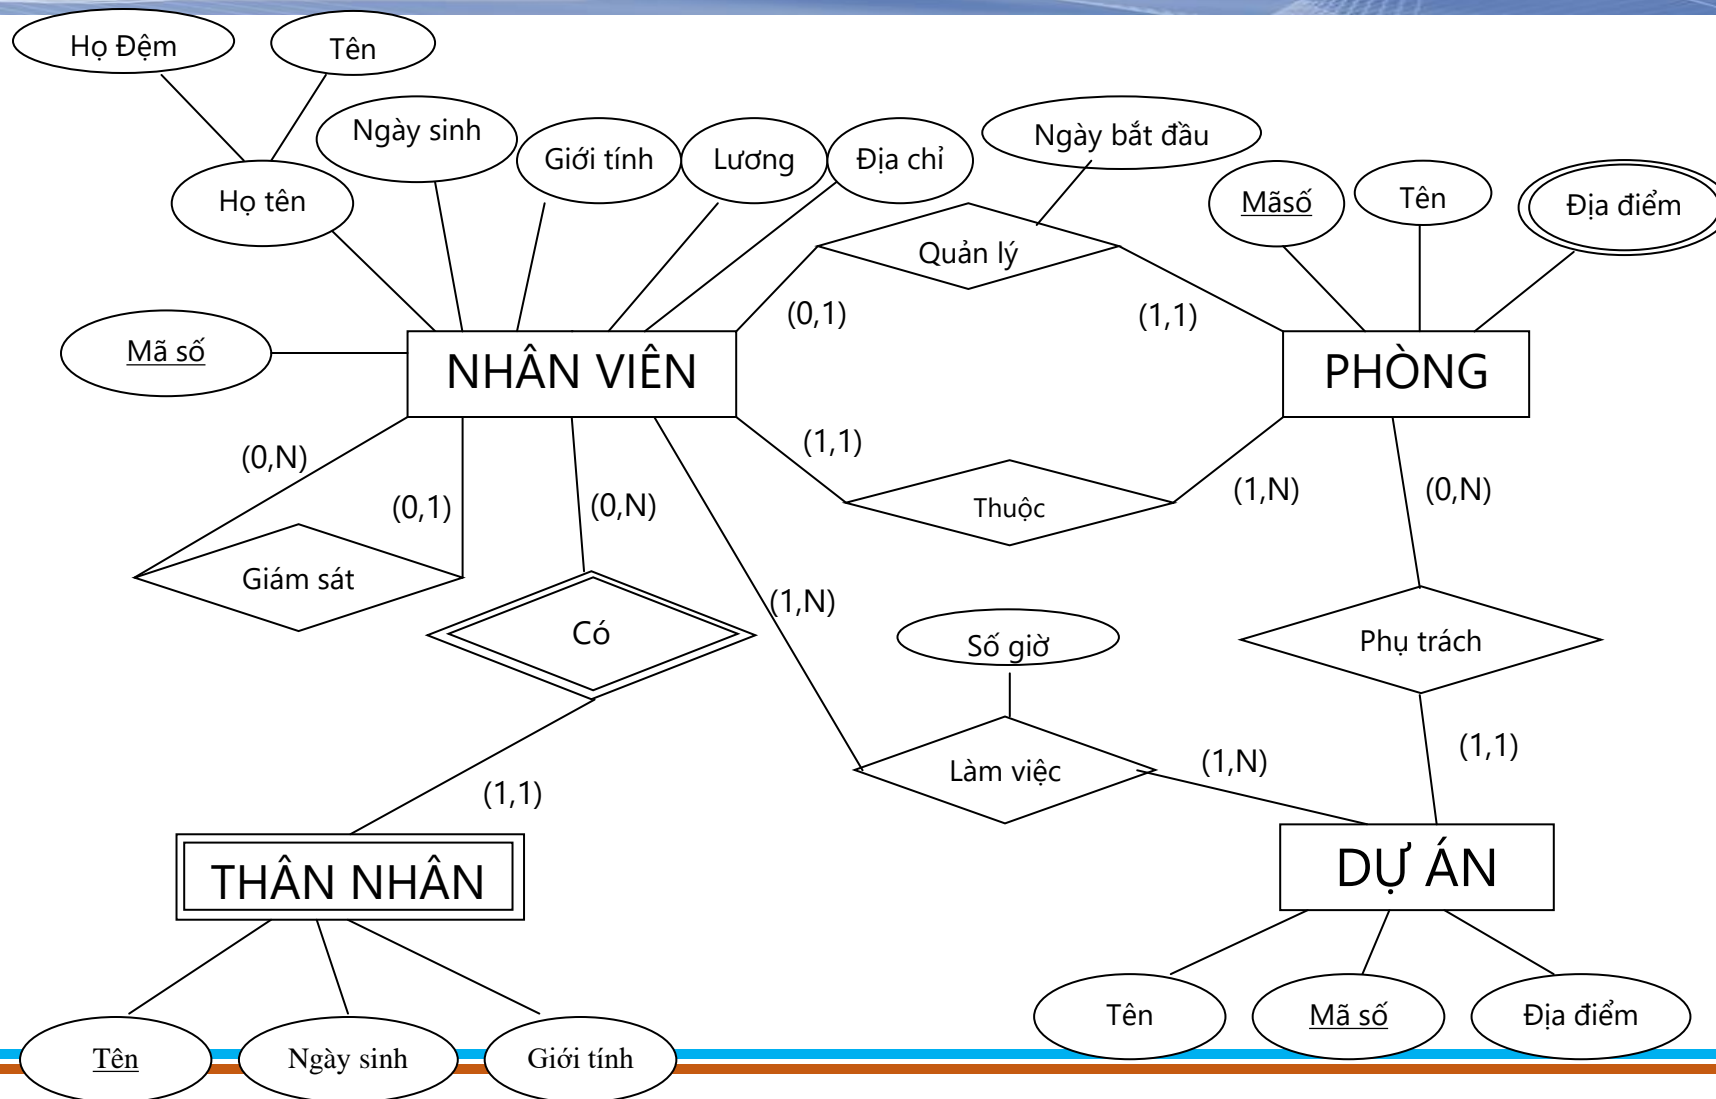 Họ Đệm
Tên
Ngày sinh
Giới tính
Lương
Địa chỉ
Ngày bắt đầu
Họ tên
Mãsố
Tên
Địa điểm
Quản lý
(0,1)
(1,1)
Mã số
NHÂN VIÊN
PHÒNG
(0,N)
(0,1)
(0,N)
(1,1)
(1,N)
(0,N)
Thuộc
Giám sát
Có
(1,N)
Số giờ
Phụ trách
(1,1)
Làm việc
(1,N)
(1,1)
THÂN NHÂN
DỰ ÁN
Tên
Ngày sinh
Giới tính
Tên
Mã số
Địa điểm